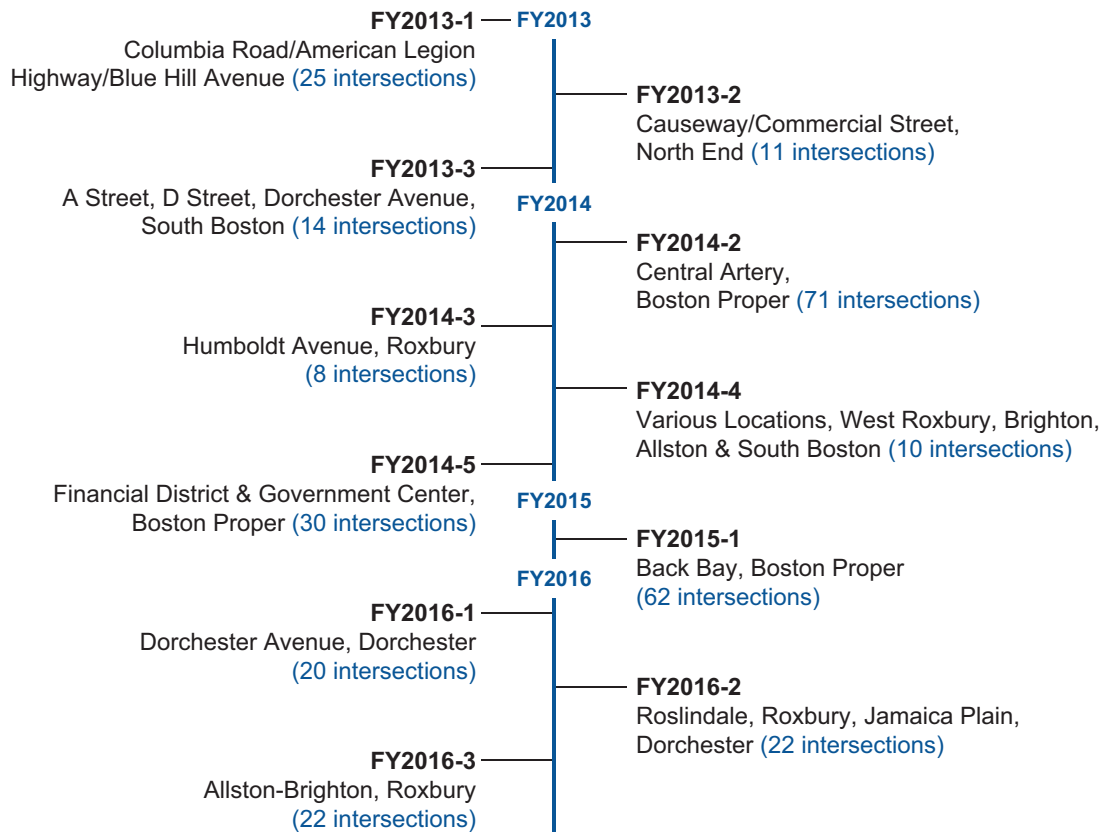 FY2013
FY2013-1
Columbia Road/American Legion
Highway/Blue Hill Avenue (25 intersections)
FY2013-2
Causeway/Commercial Street,
North End (11 intersections)
FY2013-3
A Street, D Street, Dorchester Avenue,
South Boston (14 intersections)
FY2014
FY2014-2
Central Artery,
Boston Proper (71 intersections)
FY2014-3
Humboldt Avenue, Roxbury
(8 intersections)
FY2014-4
Various Locations, West Roxbury, Brighton,
Allston & South Boston (10 intersections)
FY2014-5
Financial District & Government Center,
Boston Proper (30 intersections)
FY2015
FY2015-1
Back Bay, Boston Proper
(62 intersections)
FY2016
FY2016-1
Dorchester Avenue, Dorchester
(20 intersections)
FY2016-2
Roslindale, Roxbury, Jamaica Plain,
Dorchester (22 intersections)
FY2016-3
Allston-Brighton, Roxbury
(22 intersections)